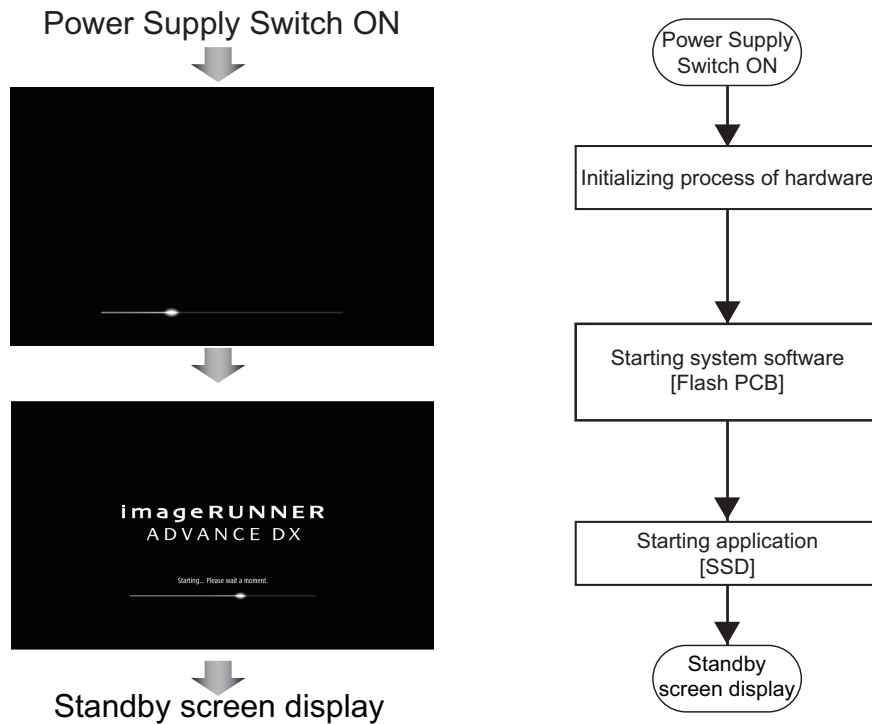 Power Supply Switch ON
imageRUNNER
ADVANCE DX
Starting... Please wait a moment.
Standby screen display
Power Supply
Switch ON
Initializing process of hardware
Starting system software
[Flash PCB]
Starting application
[SSD]
Standby
screen display